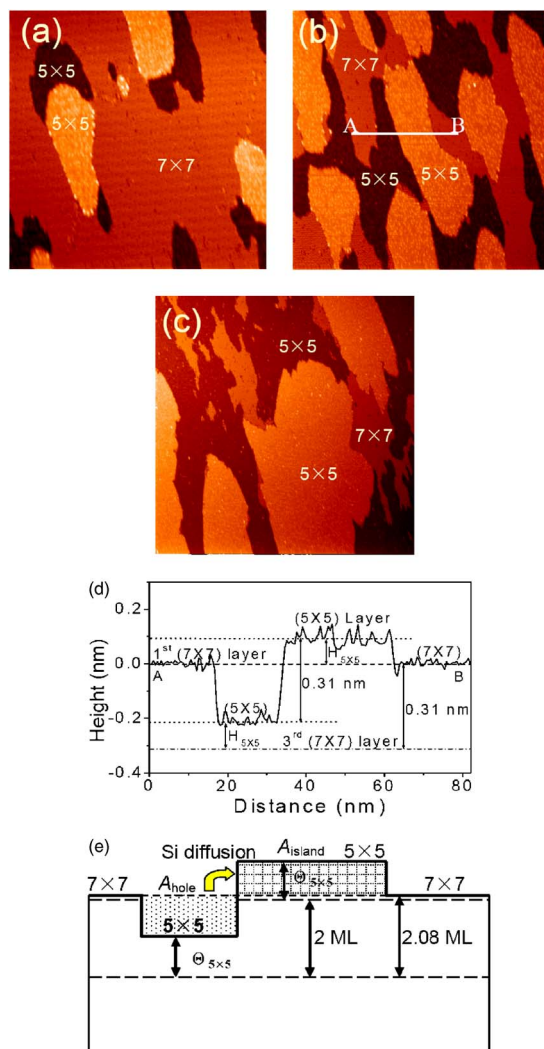 (a)
5×5
5×5
7×7
(b)
7×7
A
B
5×5
5×5
(c)
5×5
7×7
5×5
(d)
Height (nm)
0.2
0.0
-0.2
-0.4
(5X5) Layer
1st (7X7) layer
(7X7)
A
H5X5
B
0.31 nm
0.31 nm
(5X5)
H5X5
3rd (7X7) layer
0
20
40
60
80
Distance (nm)
(e)
Si diffusion
Aisland
5×5
7×7
Ahole
Θ5×5
7×7
5×5
Θ5×5
2 ML
2.08 ML